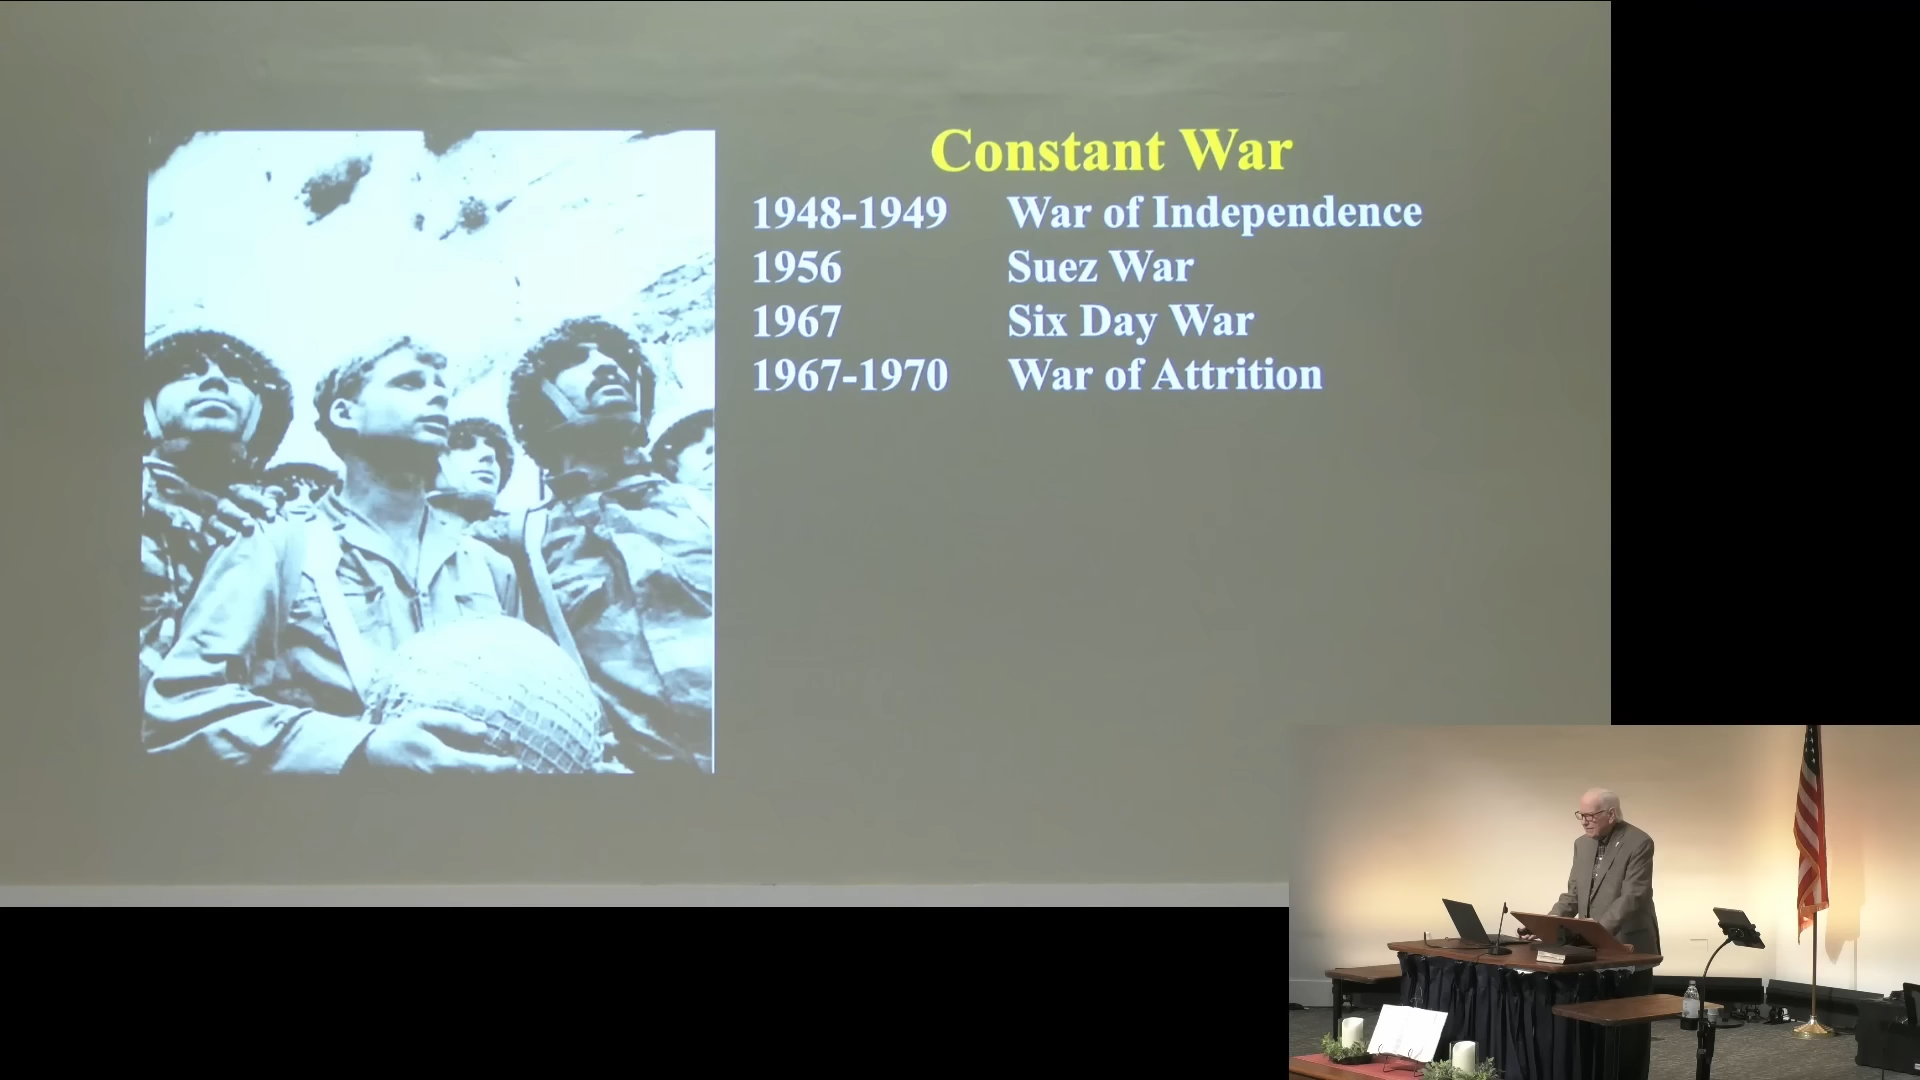 Constant War
1948-1949 War of Independence
1956 Suez War
1967 Six Day War
1967-1970 War of Attrition